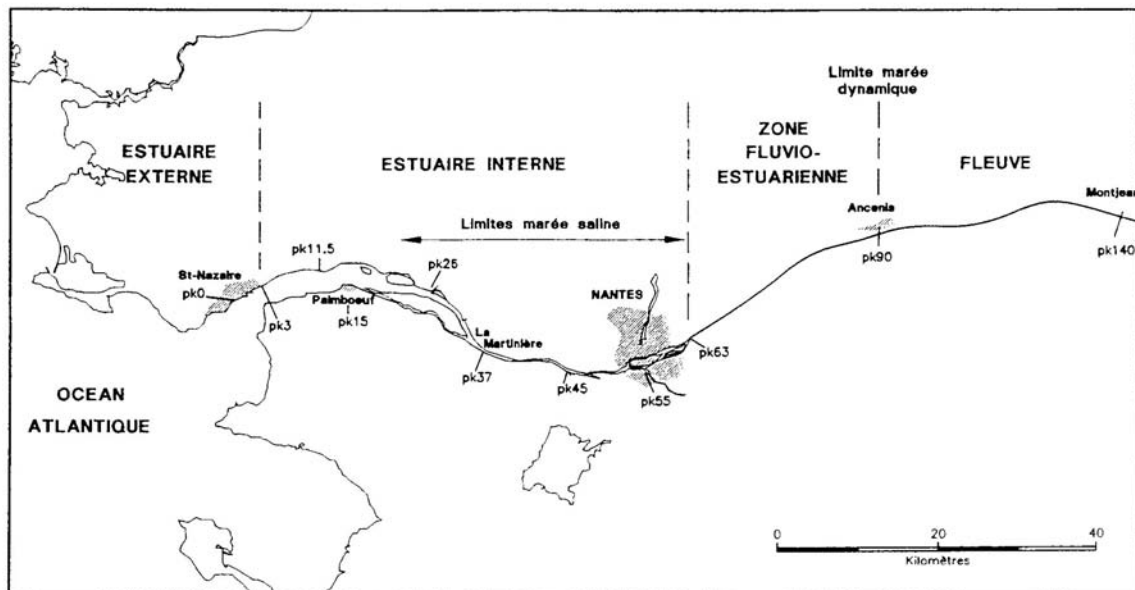 Limite marée
dynamique
ESTUAIRE
EXTERNE
ESTUAIRE INTERNE
ZONE
FLUVIO-
ESTUARIENNE
FLEUVE
Limites marée saline
Ancenis
Montjean
pk90
pk140
St-Nazaire
pk0
pk3
pk11.5
pk25
Paimboeuf
pk15
La
Martinière
pk37
pk45
NANTES
pk55
pk63
OCEAN
ATLANTIQUE
0 20 40
Kilomètres